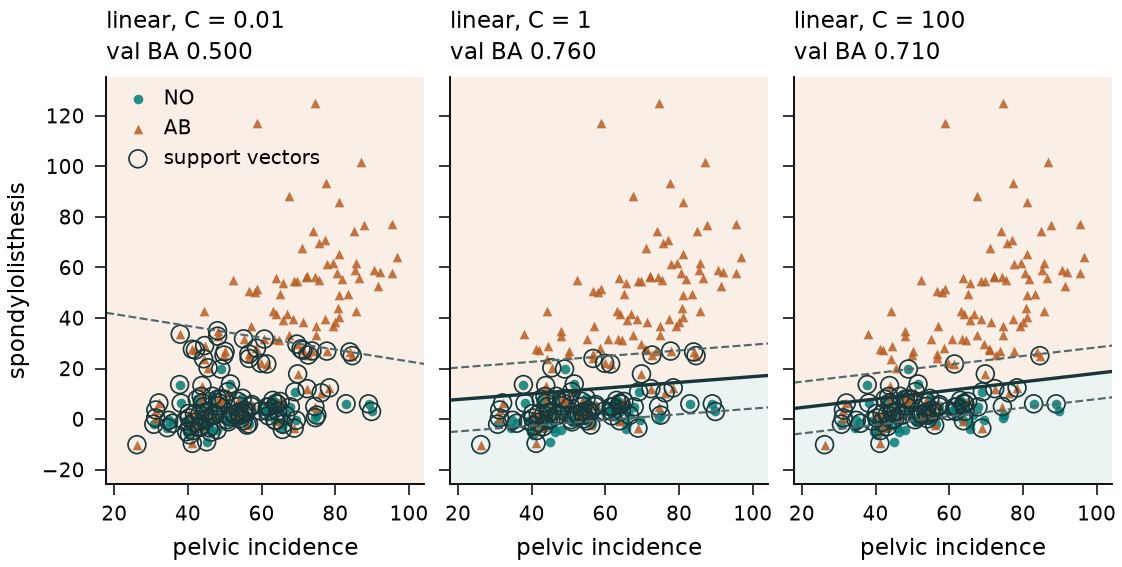 linear, C = 0.01
val BA 0.500
linear, C = 1
val BA 0.760
linear, C = 100
val BA 0.710
NO
AB
support vectors
spondylolisthesis
120
100
80
60
40
20
0
−20
20 40 60 80 100
20 40 60 80 100
20 40 60 80 100
pelvic incidence
pelvic incidence
pelvic incidence